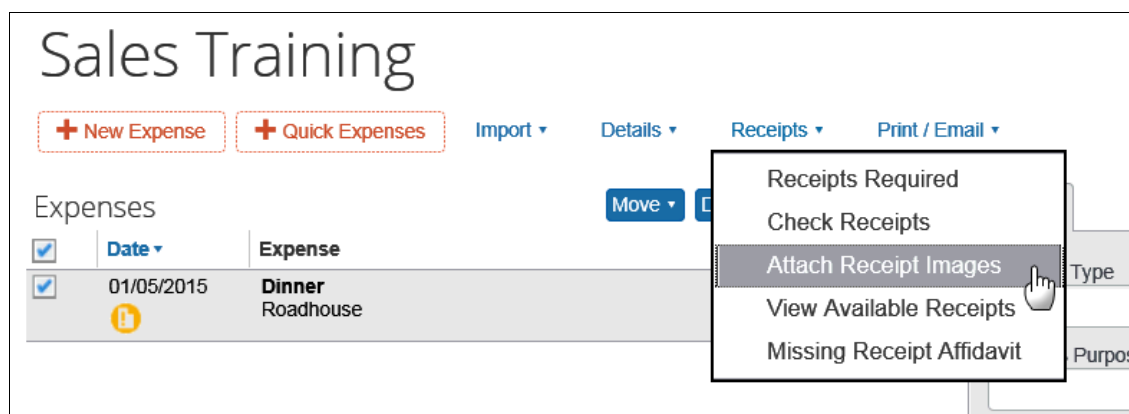 Sales Training
+ New Expense + Quick Expenses Import Details Receipts Print / Email
Receipts Required
Check Receipts
Attach Receipt Images
View Available Receipts
Missing Receipt Affidavit
Expenses Move
Date Expense
01/05/2015 Dinner
Roadhouse
Type